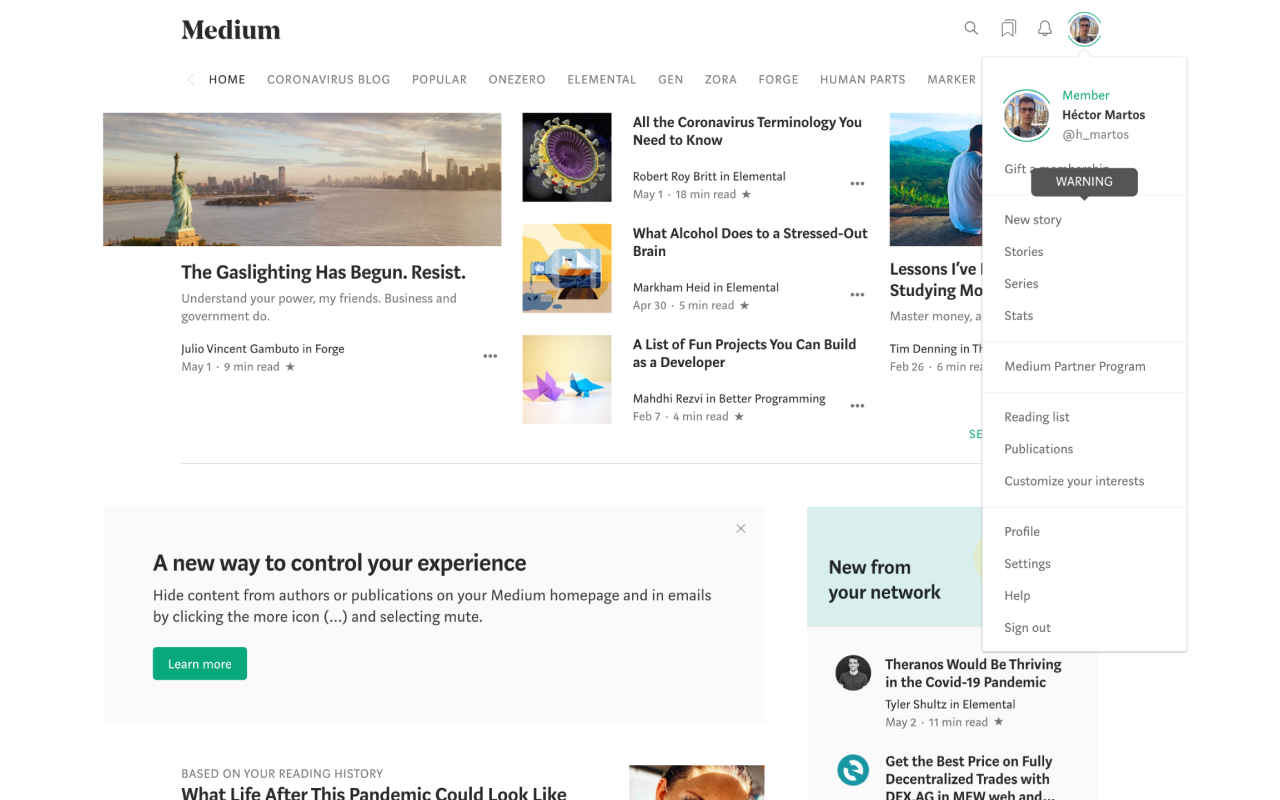 Medium
HOME CORONAVIRUS BLOG POPULAR ONEZERO ELEMENTAL GEN ZORA FORGE HUMAN PARTS MARKER
The Gaslighting Has Begun. Resist.
Understand your power, my friends. Business and
government do.
Julio Vincent Gambuto in Forge
May 1 · 9 min read ★
All the Coronavirus Terminology You
Need to Know
Robert Roy Britt in Elemental
May 1 · 18 min read ★
What Alcohol Does to a Stressed-Out
Brain
Markham Heid in Elemental
Apr 30 · 5 min read ★
A List of Fun Projects You Can Build
as a Developer
Mahdhi Rezvi in Better Programming
Feb 7 · 4 min read ★
Lessons I've
Studying Mo
Master money, a
Tim Denning in Th
Feb 26 · 6 min rea
SE
Member
Héctor Martos
@h_martos
Gift a membership
WARNING
New story
Stories
Series
Stats
Medium Partner Program
Reading list
Publications
Customize your interests
Profile
Settings
Help
Sign out
A new way to control your experience
Hide content from authors or publications on your Medium homepage and in emails
by clicking the more icon (...) and selecting mute.
Learn more
New from
your network
Theranos Would Be Thriving
in the Covid-19 Pandemic
Tyler Shultz in Elemental
May 2 · 11 min read ★
Get the Best Price on Fully
Decentralized Trades with
DEX.AG in MEW web and...
BASED ON YOUR READING HISTORY
What Life After This Pandemic Could Look Like